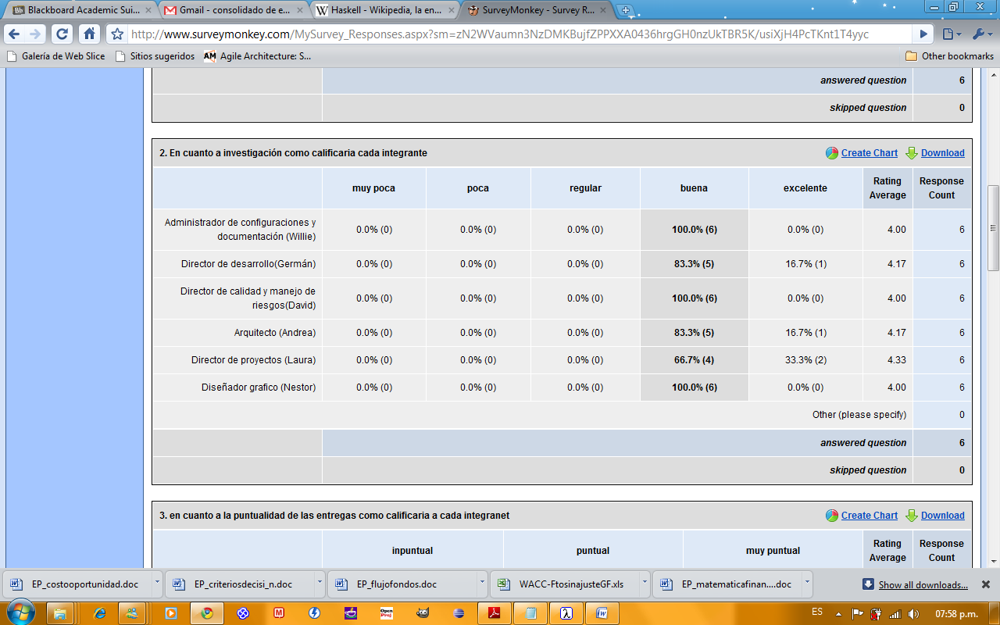 Blackboard Academic Sui...
Gmail - consolidado de e...
Haskell - Wikipedia, la en...
SurveyMonkey - Survey R...
http://www.surveymonkey.com/MySurvey_Responses.aspx?sm=zN2WVaumn3NzDMKBujfZPPXXA0436hrgGH0nzUkTBR5K/usiXjH4PcTKnt1T4yyc
Galería de Web Slice
Sitios sugeridos
AM Agile Architecture: S...
Other bookmarks
answered question 6
skipped question 0
2. En cuanto a investigación como calificaria cada integrante
Create Chart Download
muy poca poca regular buena excelente Rating Average Response Count
Administrador de configuraciones y documentación (Willie) 0.0% (0) 0.0% (0) 0.0% (0) 100.0% (6) 0.0% (0) 4.00 6
Director de desarrollo(Germán) 0.0% (0) 0.0% (0) 0.0% (0) 83.3% (5) 16.7% (1) 4.17 6
Director de calidad y manejo de riesgos(David) 0.0% (0) 0.0% (0) 0.0% (0) 100.0% (6) 0.0% (0) 4.00 6
Arquitecto (Andrea) 0.0% (0) 0.0% (0) 0.0% (0) 83.3% (5) 16.7% (1) 4.17 6
Director de proyectos (Laura) 0.0% (0) 0.0% (0) 0.0% (0) 66.7% (4) 33.3% (2) 4.33 6
Diseñador grafico (Nestor) 0.0% (0) 0.0% (0) 0.0% (0) 100.0% (6) 0.0% (0) 4.00 6
Other (please specify) 0
answered question 6
skipped question 0
3. en cuanto a la puntualidad de las entregas como calificaria a cada integranet
Create Chart Download
inpuntual puntual muy puntual Rating Average Response Count
EP_costooportunidad.doc
EP_criteriosdecisi_n.doc
EP_flujofondos.doc
WACC-FtosinajusteGF.xls
EP_matematicafinan....doc
Show all downloads...
ES
07:58 p.m.